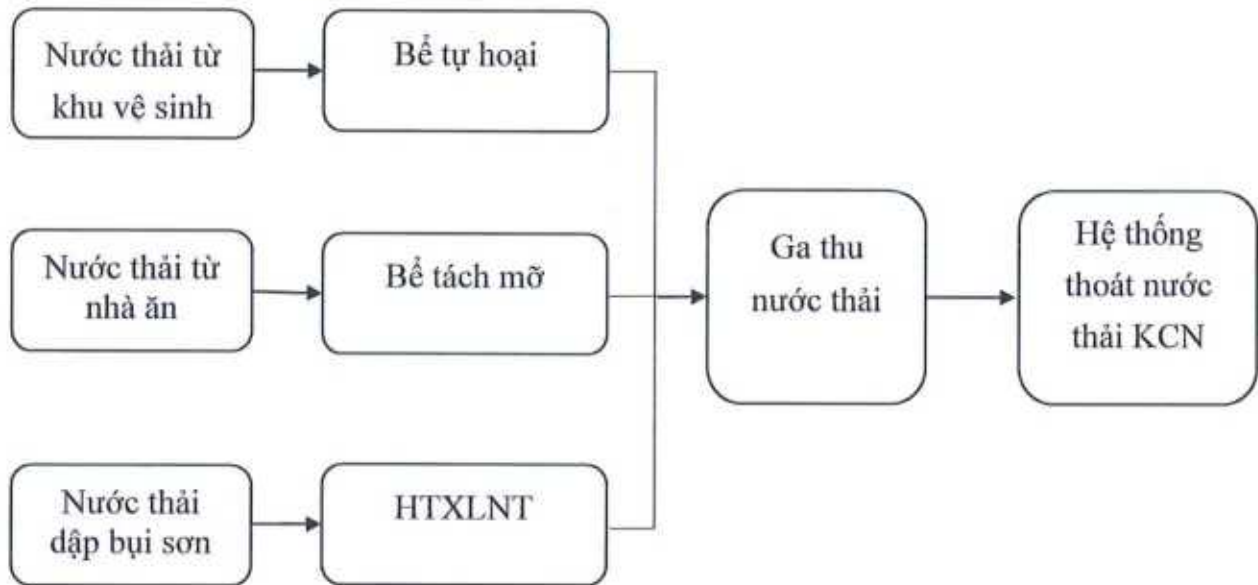 Nước thải từ
khu vệ sinh
Bể tự hoại
Nước thải từ
nhà ăn
Bể tách mỡ
Nước thải
dập bụi sơn
HTXLNT
Ga thu
nước thải
Hệ thống
thoát nước
thải KCN